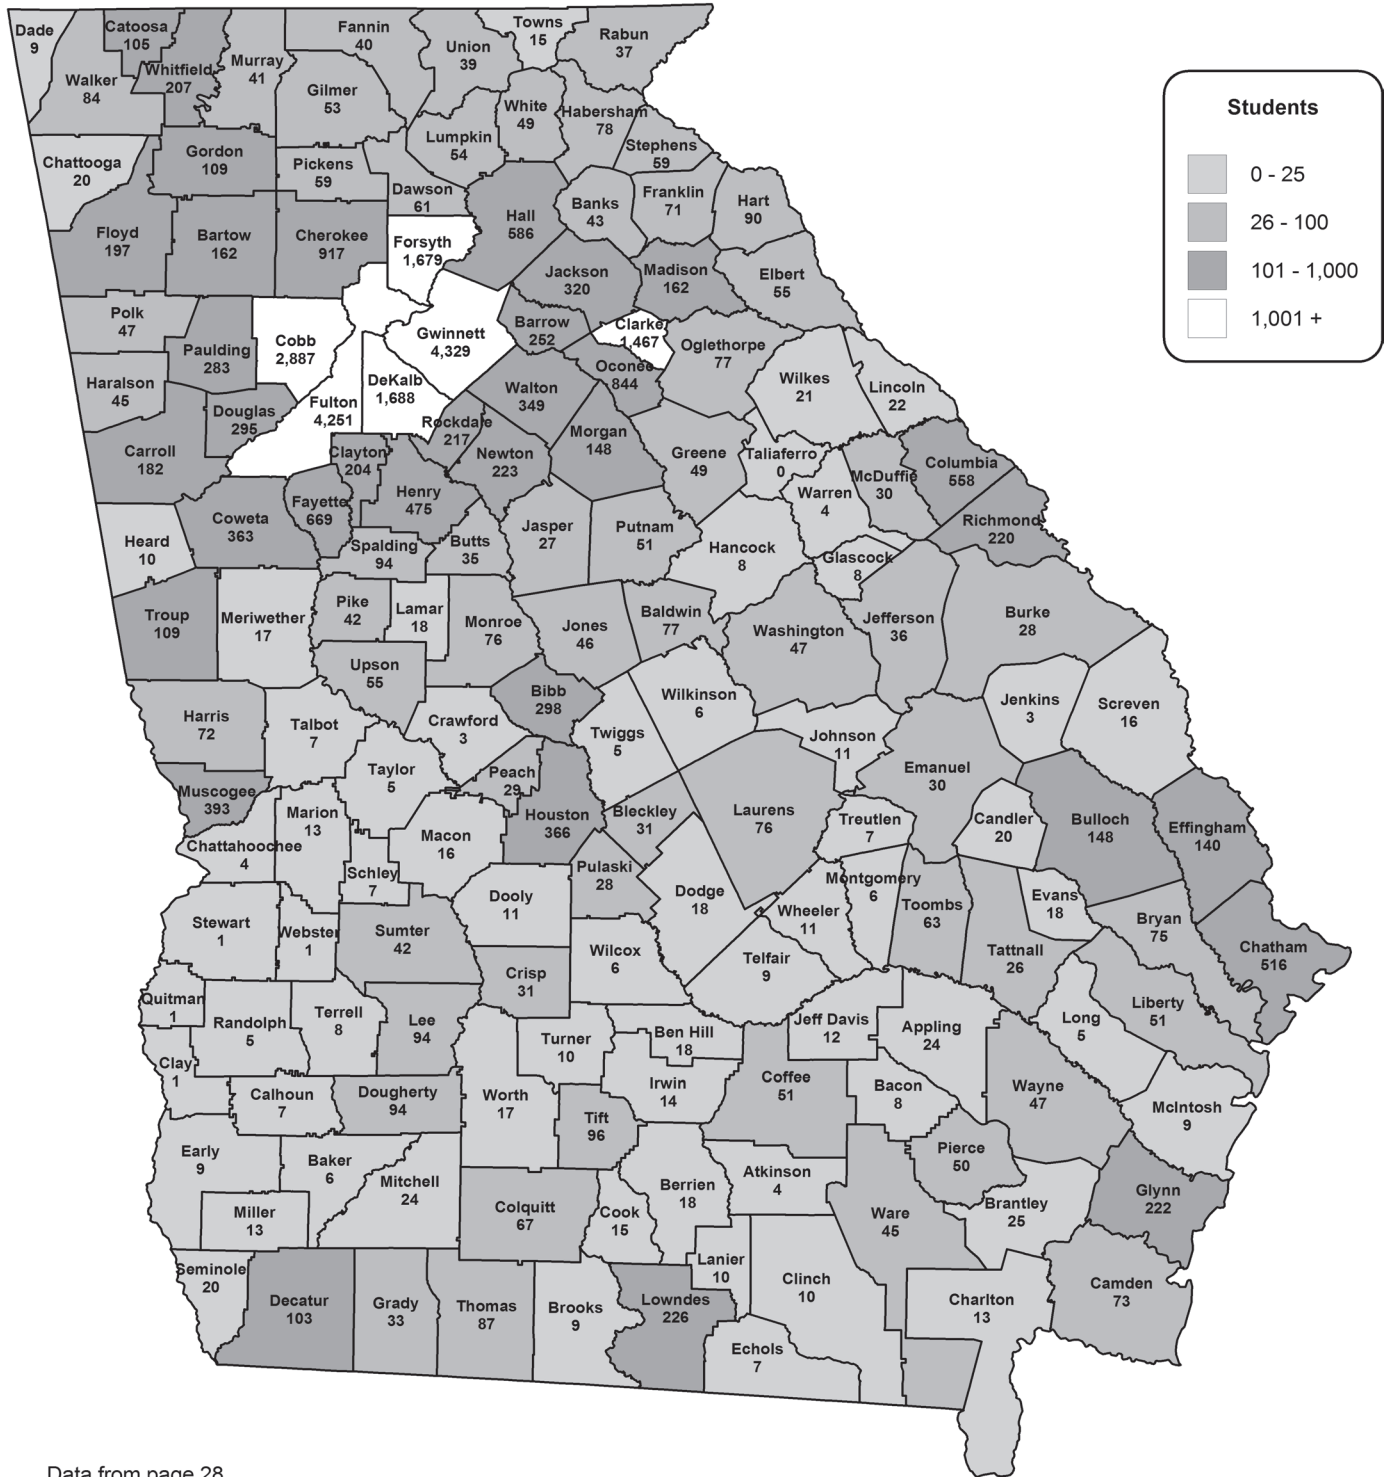 Dade
9
Catoosa
105
Walker
84
Whitfield
207
Murray
41
Fannin
40
Gilmer
53
Union
39
Towns
15
Rabun
37
White
49
Habersham
78
Lumpkin
54
Stephens
59
Chattooga
20
Gordon
109
Pickens
59
Dawson
61
Hall
586
Banks
43
Franklin
71
Hart
90
Floyd
197
Bartow
162
Cherokee
917
Forsyth
1,679
Jackson
320
Madison
162
Elbert
55
Students
0 - 25
26 - 100
101 - 1,000
1,001 +
Polk
47
Paulding
283
Cobb
2,887
Gwinnett
4,329
Barrow
252
Clarke
1,467
Oglethorpe
77
Haralson
45
Douglas
295
Fulton
4,251
DeKalb
1,688
Rockdale
217
Walton
349
Oconee
844
Wilkes
21
Lincoln
22
Carroll
182
Clayton
204
Newton
223
Morgan
148
Greene
49
Taliaferro
0
McDuffie
30
Columbia
558
Heard
10
Coweta
363
Fayette
669
Henry
475
Spalding
94
Butts
35
Jasper
27
Putnam
51
Hancock
8
Warren
4
Glascock
8
Richmond
220
Troup
109
Meriwether
17
Pike
42
Lamar
18
Monroe
76
Jones
46
Baldwin
77
Washington
47
Jefferson
36
Burke
28
Upson
55
Bibb
298
Wilkinson
6
Jenkins
3
Screven
16
Harris
72
Talbot
7
Crawford
3
Twiggs
5
Johnson
11
Emanuel
30
Muscogee
393
Taylor
5
Peach
29
Houston
366
Bleckley
31
Laurens
76
Treutlen
7
Candler
20
Bulloch
148
Effingham
140
Chattahoochee
4
Marion
13
Schley
7
Macon
16
Pulaski
28
Dodge
18
Wheeler
11
Montgomery
6
Toombs
63
Tattnall
26
Evans
18
Bryan
75
Chatham
516
Stewart
1
Webster
1
Sumter
42
Dooly
11
Crisp
31
Wilcox
6
Telfair
9
Quitman
1
Randolph
5
Terrell
8
Lee
94
Turner
10
Ben Hill
18
Jeff Davis
12
Appling
24
Long
5
Liberty
51
Clay
1
Calhoun
7
Dougherty
94
Worth
17
Tift
96
Irwin
14
Coffee
51
Bacon
8
Wayne
47
McIntosh
9
Early
9
Baker
6
Mitchell
24
Miller
13
Colquitt
67
Cook
15
Berrien
18
Atkinson
4
Pierce
50
Ware
45
Brantley
25
Glynn
222
Seminole
20
Decatur
103
Grady
33
Thomas
87
Brooks
9
Lowndes
226
Lanier
10
Clinch
10
Echols
7
Charlton
13
Camden
73
Data from page 28